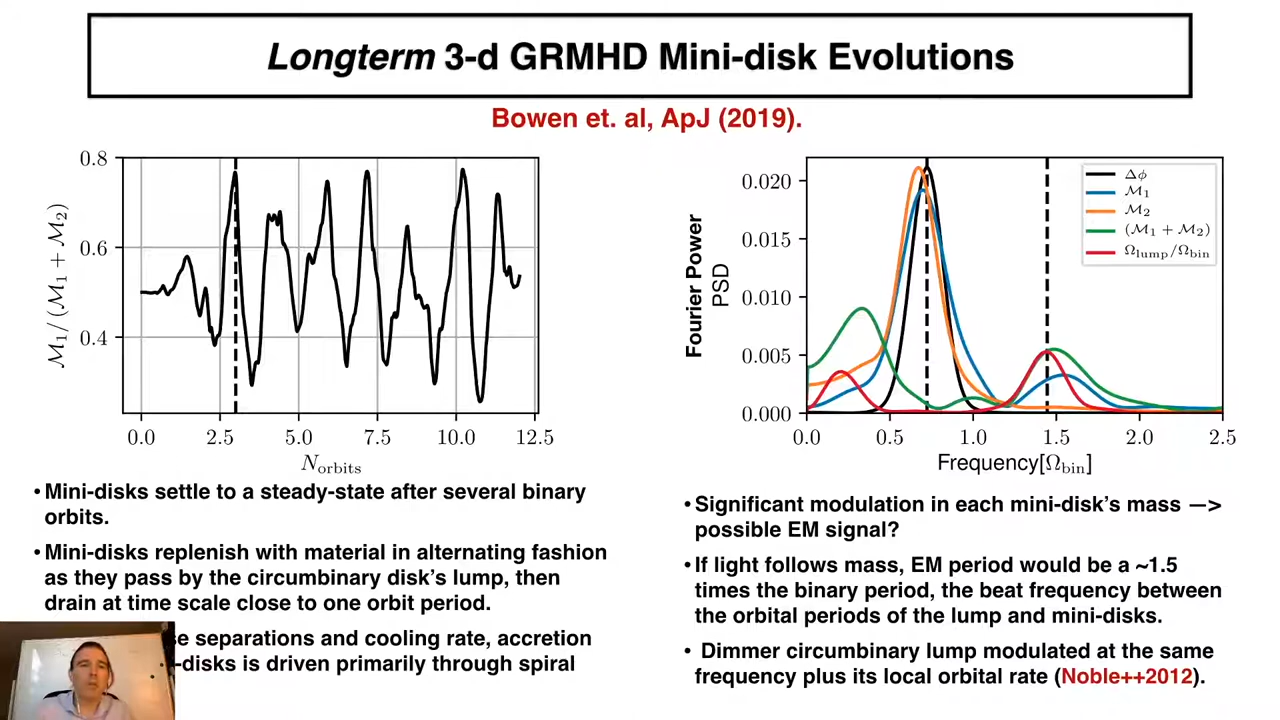 Longterm 3-d GRMHD Mini-disk Evolutions
Bowen et. al, ApJ (2019).
0.8
0.6
0.4
M₁/(M₁ + M₂)
0.0 2.5 5.0 7.5 10.0 12.5
N_orbits
• Mini-disks settle to a steady-state after several binary
orbits.
• Mini-disks replenish with material in alternating fashion
as they pass by the circumbinary disk's lump, then
drain at time scale close to one orbit period.
separations and cooling rate, accretion
-disks is driven primarily through spiral
0.020
0.015
0.010
0.005
0.000
Fourier Power
PSD
Δϕ
M₁
M₂
(M₁ + M₂)
Ω_lump/Ω_bin
0.0 0.5 1.0 1.5 2.0 2.5
Frequency[Ω_bin]
• Significant modulation in each mini-disk's mass —>
possible EM signal?
• If light follows mass, EM period would be a ~1.5
times the binary period, the beat frequency between
the orbital periods of the lump and mini-disks.
• Dimmer circumbinary lump modulated at the same
frequency plus its local orbital rate (Noble++2012).